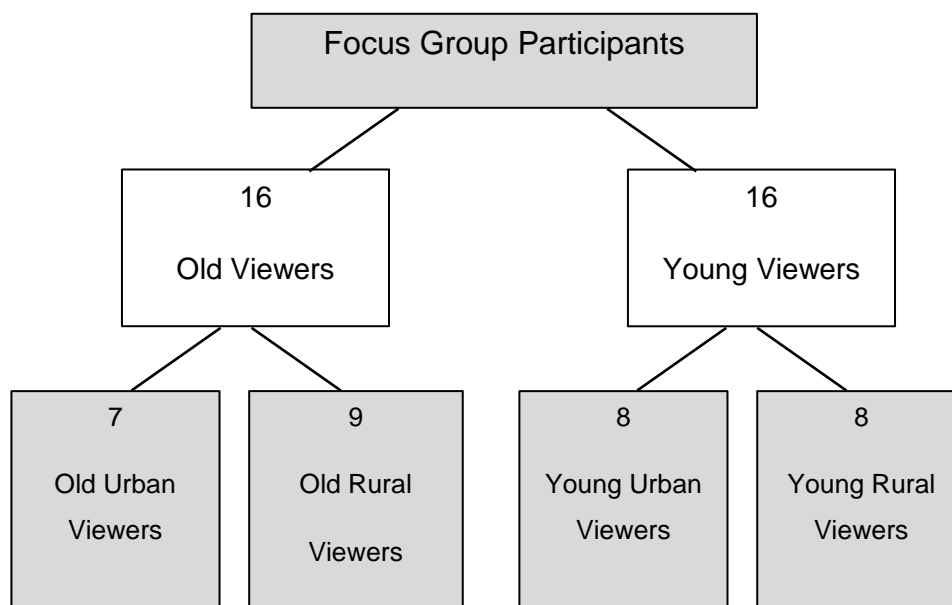 Focus Group Participants
16
Old Viewers
16
Young Viewers
7
Old Urban
Viewers
9
Old Rural
Viewers
8
Young Urban
Viewers
8
Young Rural
Viewers